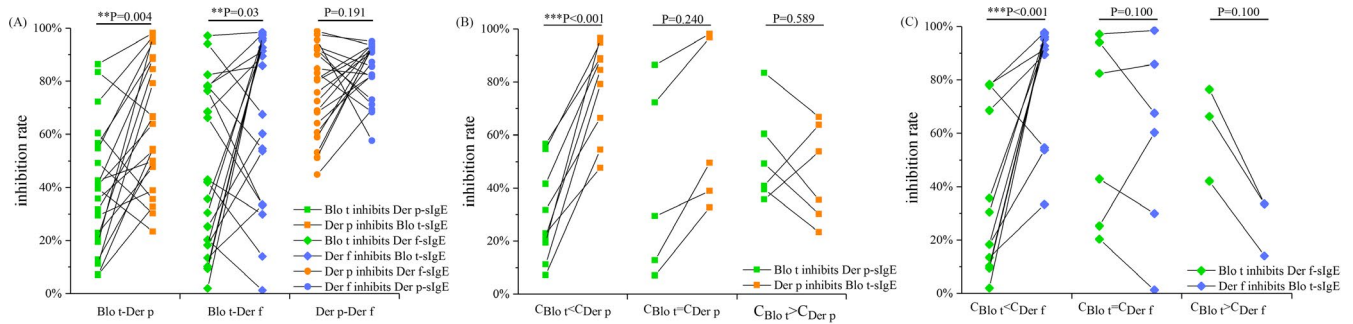 (A)
**P=0.004
**P=0.03
P=0.191
100%
80%
60%
40%
20%
0%
inhibition rate
Blo t inhibits Der p-sIgE
Der p inhibits Blo t-sIgE
Blo t inhibits Der f-sIgE
Der f inhibits Blo t-sIgE
Der p inhibits Der f-sIgE
Der f inhibits Der p-sIgE
Blo t-Der p
Blo t-Der f
Der p-Der f
(B)
***P<0.001
P=0.240
P=0.589
100%
80%
60%
40%
20%
0%
inhibition rate
Blo t inhibits Der p-sIgE
Der p inhibits Blo t-sIgE
CBlo t<CDer p
CBlo t=CDer p
CBlo t>CDer p
(C)
***P<0.001
P=0.100
P=0.100
100%
80%
60%
40%
20%
0%
inhibition rate
Blo t inhibits Der f-sIgE
Der f inhibits Blo t-sIgE
CBlo t<CDer f
CBlo t=CDer f
CBlo t>CDer f